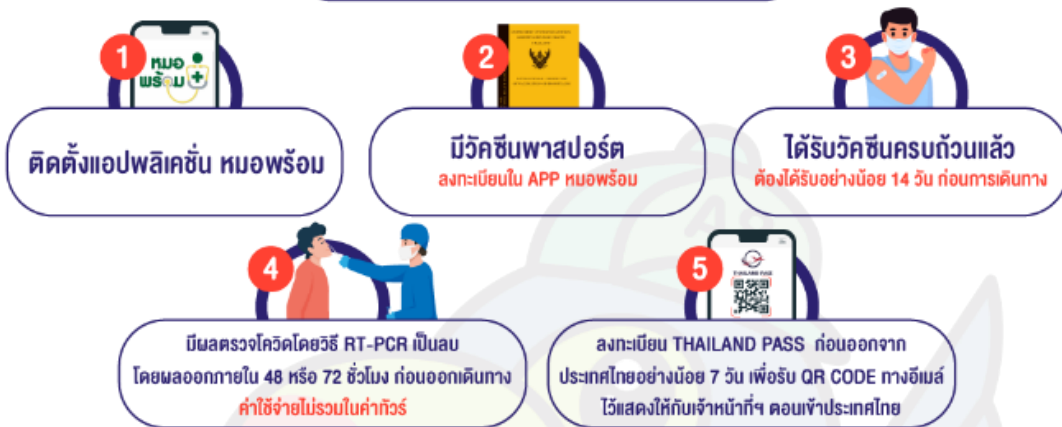 1
หมอ
พร้อม
ติดตั้งแอปพลิเคชั่น หมอพร้อม
2
มีวัคซีนพาสปอร์ต
ลงทะเบียนใน APP หมอพร้อม
3
ได้รับวัคซีนครบถ้วนแล้ว
ต้องได้รับอย่างน้อย 14 วัน ก่อนการเดินทาง
4
มีผลตรวจโควิดโดยวิธี RT-PCR เป็นลบ
โดยผลออกภายใน 48 หรือ 72 ชั่วโมง ก่อนออกเดินทาง
ค่าใช้จ่ายไม่รวมในค่าทัวร์
5
THAILAND PASS
ลงทะเบียน THAILAND PASS ก่อนออกจาก
ประเทศไทยอย่างน้อย 7 วัน เพื่อรับ QR CODE ทางอีเมล์
ไว้แสดงให้กับเจ้าหน้าที่ฯ ตอนเข้าประเทศไทย